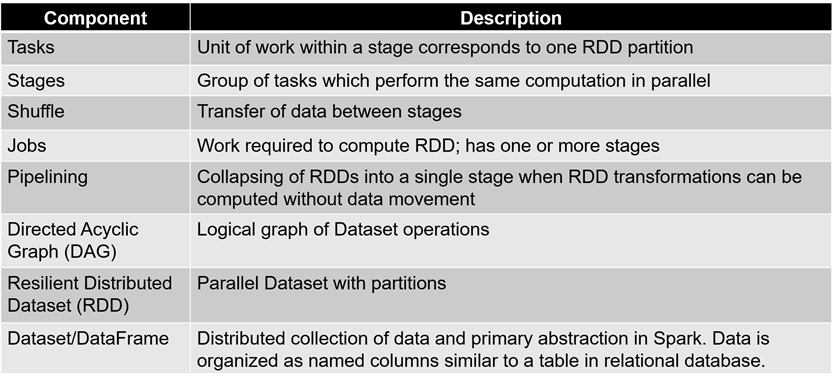 Component Description
Tasks Unit of work within a stage corresponds to one RDD partition
Stages Group of tasks which perform the same computation in parallel
Shuffle Transfer of data between stages
Jobs Work required to compute RDD; has one or more stages
Pipelining Collapsing of RDDs into a single stage when RDD transformations can be
computed without data movement
Directed Acyclic Logical graph of Dataset operations
Graph (DAG)
Resilient Distributed Parallel Dataset with partitions
Dataset (RDD)
Dataset/DataFrame Distributed collection of data and primary abstraction in Spark. Data is
organized as named columns similar to a table in relational database.